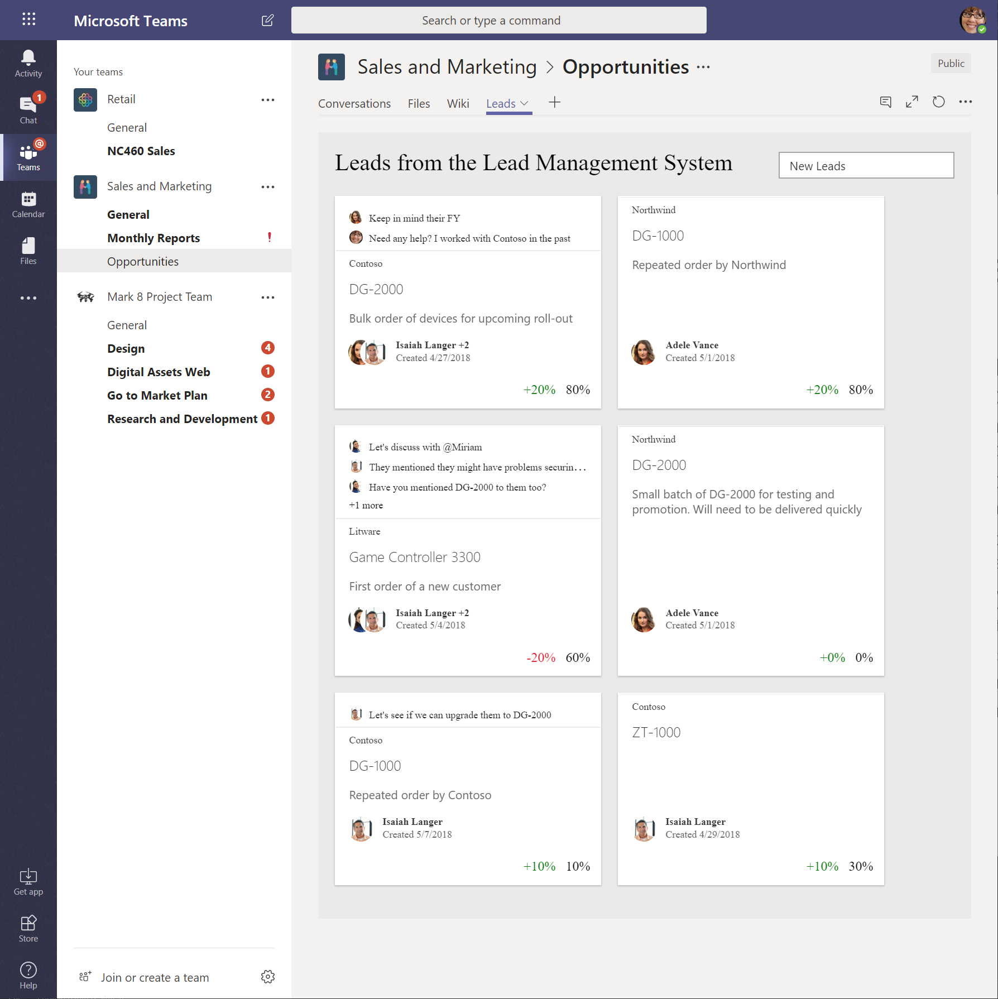 Microsoft Teams
Search or type a command
Activity
1
Chat
@
Teams
Calendar
Files
Get app
Store
Help
Your teams
Retail
General
NC460 Sales
Sales and Marketing
General
Monthly Reports !
Opportunities
Mark 8 Project Team
General
Design 4
Digital Assets Web 1
Go to Market Plan 2
Research and Development 1
Join or create a team
Sales and Marketing > Opportunities ···
Public
Conversations Files Wiki Leads
Leads from the Lead Management System
New Leads
Keep in mind their FY
Need any help? I worked with Contoso in the past
Contoso
DG-2000
Bulk order of devices for upcoming roll-out
Isaiah Langer +2
Created 4/27/2018
+20% 80%
Northwind
DG-1000
Repeated order by Northwind
Adele Vance
Created 5/1/2018
+20% 80%
Let's discuss with @Miriam
They mentioned they might have problems securin...
Have you mentioned DG-2000 to them too?
+1 more
Litware
Game Controller 3300
First order of a new customer
Isaiah Langer +2
Created 5/4/2018
-20% 60%
Northwind
DG-2000
Small batch of DG-2000 for testing and
promotion. Will need to be delivered quickly
Adele Vance
Created 5/1/2018
+0% 0%
Let's see if we can upgrade them to DG-2000
Contoso
DG-1000
Repeated order by Contoso
Isaiah Langer
Created 5/7/2018
+10% 10%
Contoso
ZT-1000
Isaiah Langer
Created 4/29/2018
+10% 30%